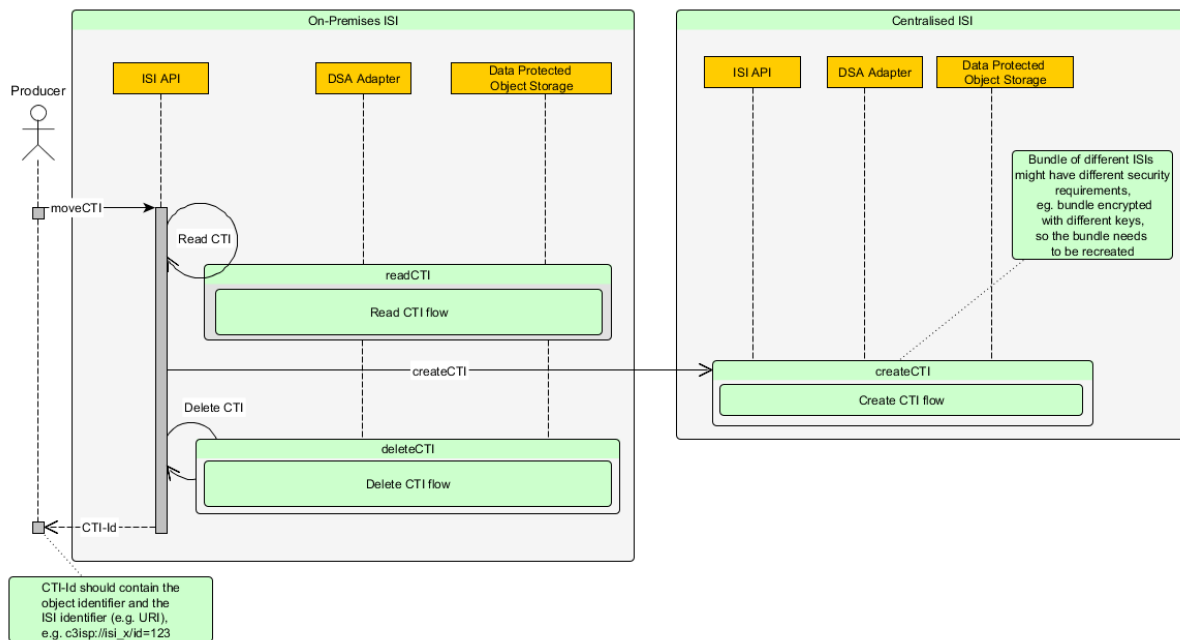 On-Premises ISI
Centralised ISI
ISI API
DSA Adapter
Data Protected
Object Storage
ISI API
DSA Adapter
Data Protected
Object Storage
Producer
Bundle of different ISIs
might have different security
requirements,
eg. bundle encrypted
with different keys,
so the bundle needs
to be recreated
moveCTI
Read CTI
readCTI
Read CTI flow
createCTI
createCTI
Create CTI flow
Delete CTI
deleteCTI
Delete CTI flow
CTI-Id
CTI-Id should contain the
object identifier and the
ISI identifier (e.g. URI),
e.g. c3isp://isi_x/id=123